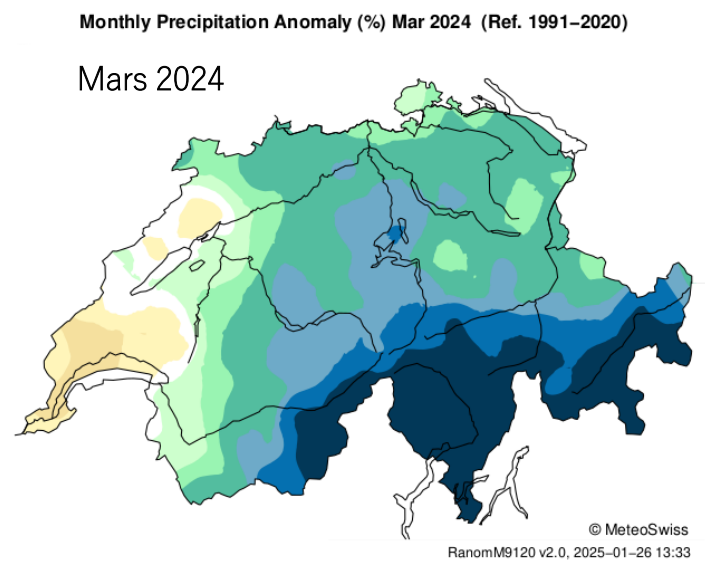 Monthly Precipitation Anomaly (%) Mar 2024 (Ref. 1991−2020)
Mars 2024
© MeteoSwiss
RanomM9120 v2.0, 2025−01−26 13:33